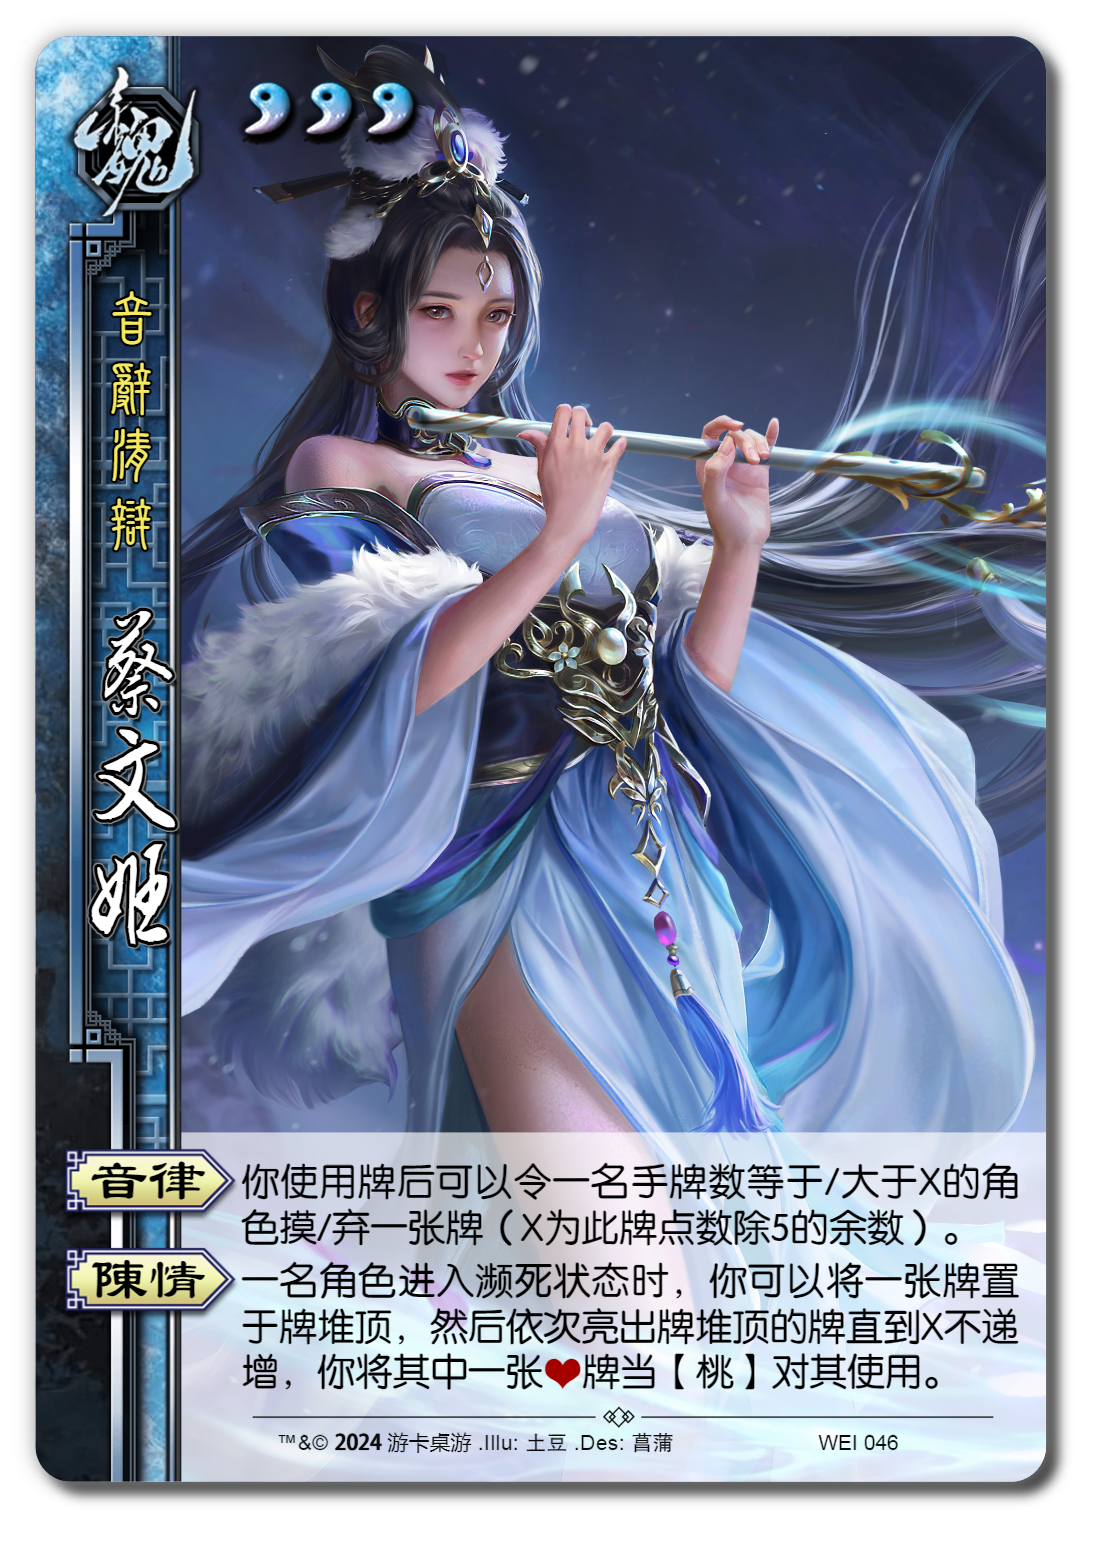 魏
音辭清辯
蔡文姬
音律
你使用牌后可以令一名手牌数等于/大于X的角
色摸/弃一张牌（X为此牌点数除5的余数）。
陳情
一名角色进入濒死状态时，你可以将一张牌置
于牌堆顶，然后依次亮出牌堆顶的牌直到X不递
增，你将其中一张♥牌当【桃】对其使用。
™&© 2024 游卡桌游 .Illu: 土豆 .Des: 菖蒲
WEI 046